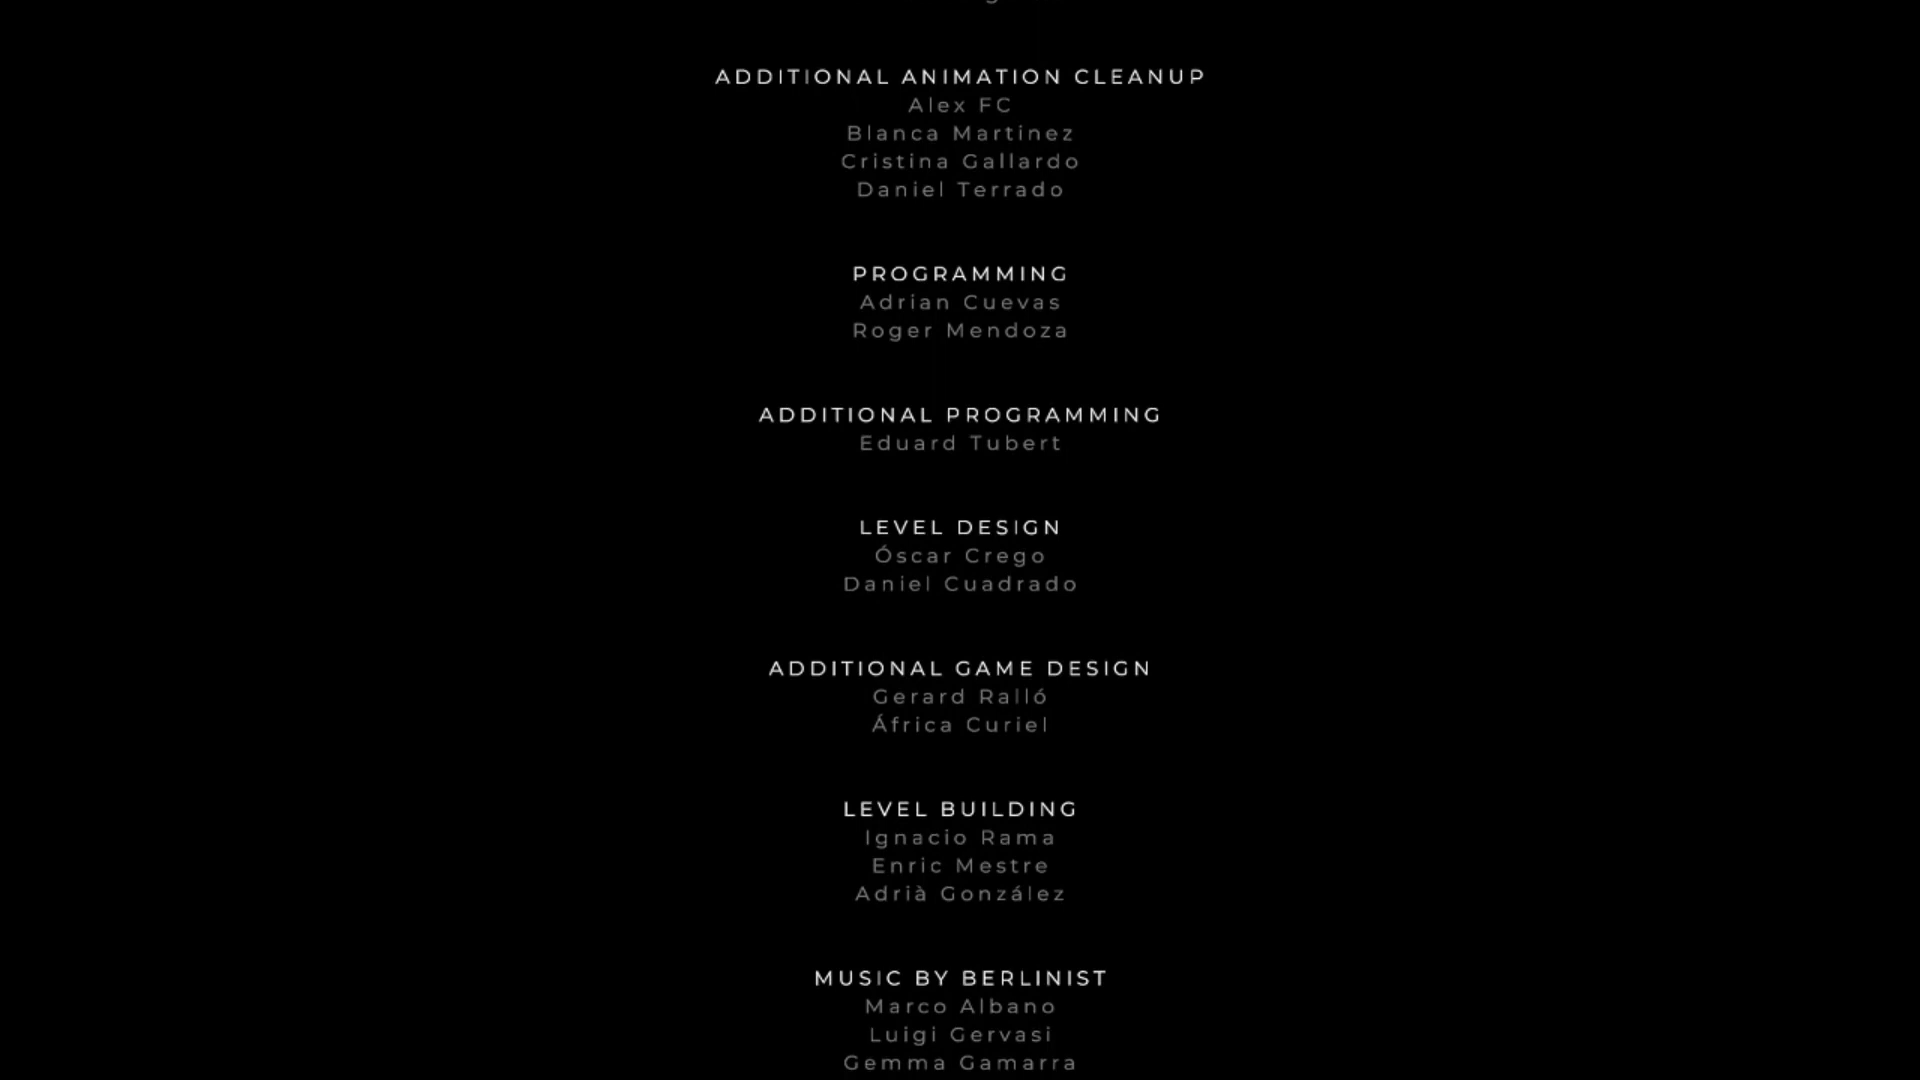 ADDITIONAL ANIMATION CLEANUP
Alex FC
Blanca Martinez
Cristina Gallardo
Daniel Terrado
PROGRAMMING
Adrian Cuevas
Roger Mendoza
ADDITIONAL PROGRAMMING
Eduard Tubert
LEVEL DESIGN
Óscar Crego
Daniel Cuadrado
ADDITIONAL GAME DESIGN
Gerard Ralló
África Curiel
LEVEL BUILDING
Ignacio Rama
Enric Mestre
Adrià González
MUSIC BY BERLINIST
Marco Albano
Luigi Gervasi
Gemma Gamarra